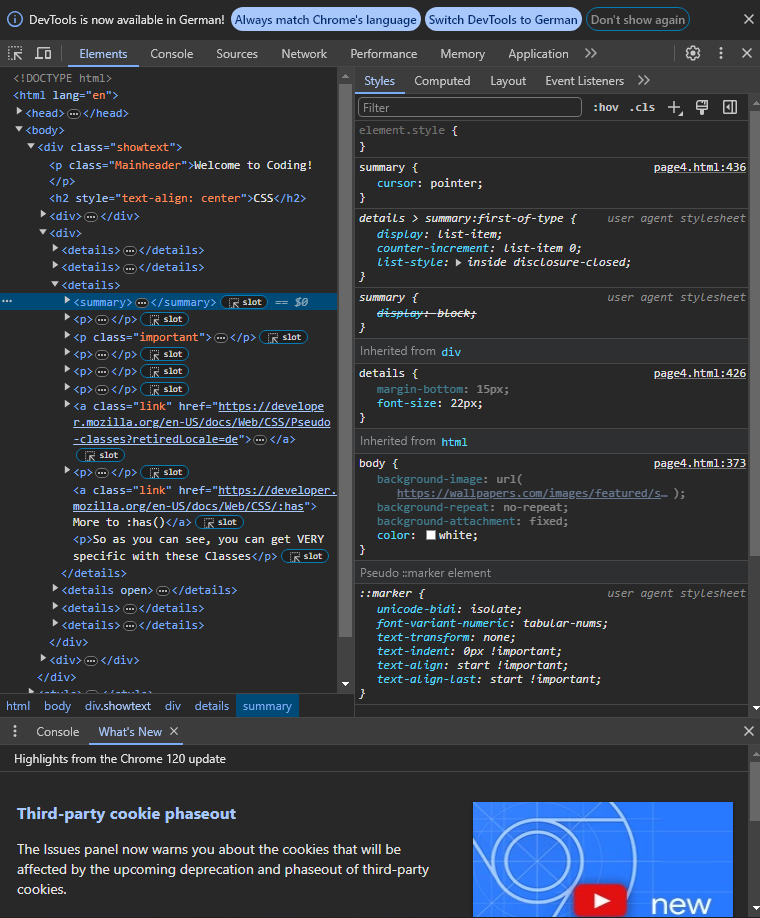 DevTools is now available in German! Always match Chrome's language Switch DevTools to German Don't show again
Elements Console Sources Network Performance Memory Application
<!DOCTYPE html>
<html lang="en">
<head> </head>
<body>
<div class="showtext">
<p class="Mainheader">Welcome to Coding!
</p>
<h2 style="text-align: center">CSS</h2>
<div> </div>
<div>
<details> </details>
<details> </details>
<details>
<summary> </summary> slot == $0
<p> </p> slot
<p class="important"> </p> slot
<p> </p> slot
<p> </p> slot
<p> </p> slot
<a class="link" href="https://develope
r.mozilla.org/en-US/docs/Web/CSS/Pseudo
-classes?retiredLocale=de"> </a>
slot
<p> </p> slot
<a class="link" href="https://developer.
mozilla.org/en-US/docs/Web/CSS/:has">
More to :has()</a> slot
<p>So as you can see, you can get VERY
specific with these Classes</p> slot
</details>
<details open> </details>
<details> </details>
<details> </details>
</div>
<div> </div>
</div>
<style> </style>
html body div.showtext div details summary
Styles Computed Layout Event Listeners
Filter :hov .cls
element.style {
}
summary { page4.html:436
cursor: pointer;
}
details > summary:first-of-type { user agent stylesheet
display: list-item;
counter-increment: list-item 0;
list-style: inside disclosure-closed;
}
summary { user agent stylesheet
display: block;
}
Inherited from div
details { page4.html:426
margin-bottom: 15px;
font-size: 22px;
}
Inherited from html
body { page4.html:373
background-image: url(
https://wallpapers.com/images/featured/s… );
background-repeat: no-repeat;
background-attachment: fixed;
color: white;
}
Pseudo ::marker element
::marker { user agent stylesheet
unicode-bidi: isolate;
font-variant-numeric: tabular-nums;
text-transform: none;
text-indent: 0px !important;
text-align: start !important;
text-align-last: start !important;
}
Console What's New
Highlights from the Chrome 120 update
Third-party cookie phaseout
The Issues panel now warns you about the cookies that will be
affected by the upcoming deprecation and phaseout of third-party
cookies.
new